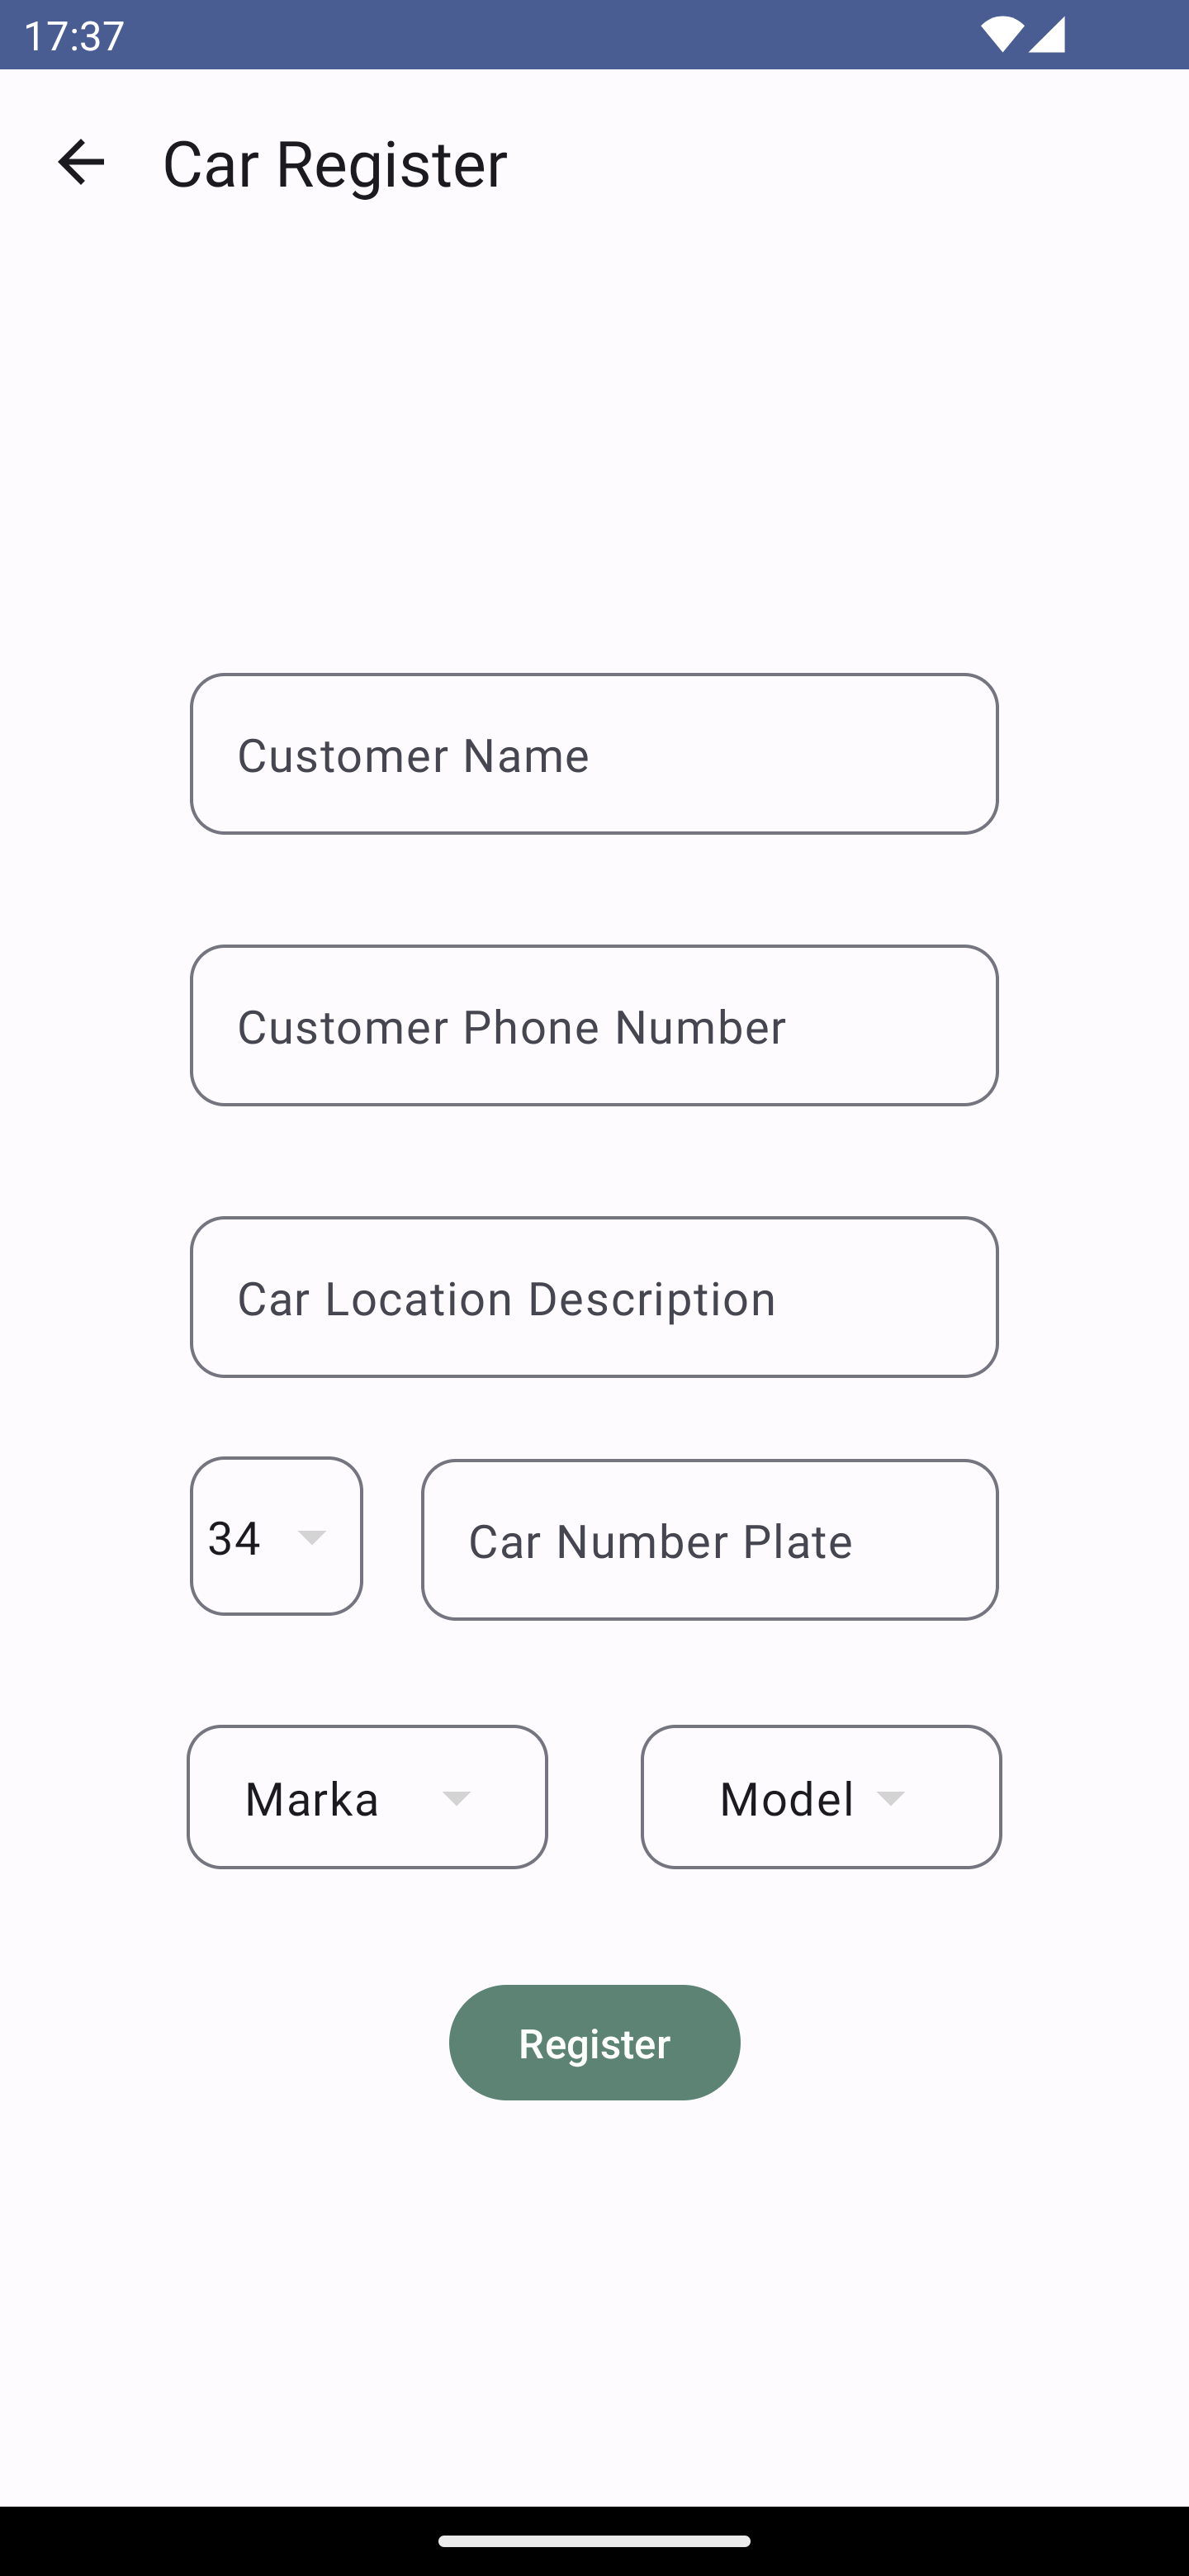 17:37
Car Register
Customer Name
Customer Phone Number
Car Location Description
34
Car Number Plate
Marka
Model
Register